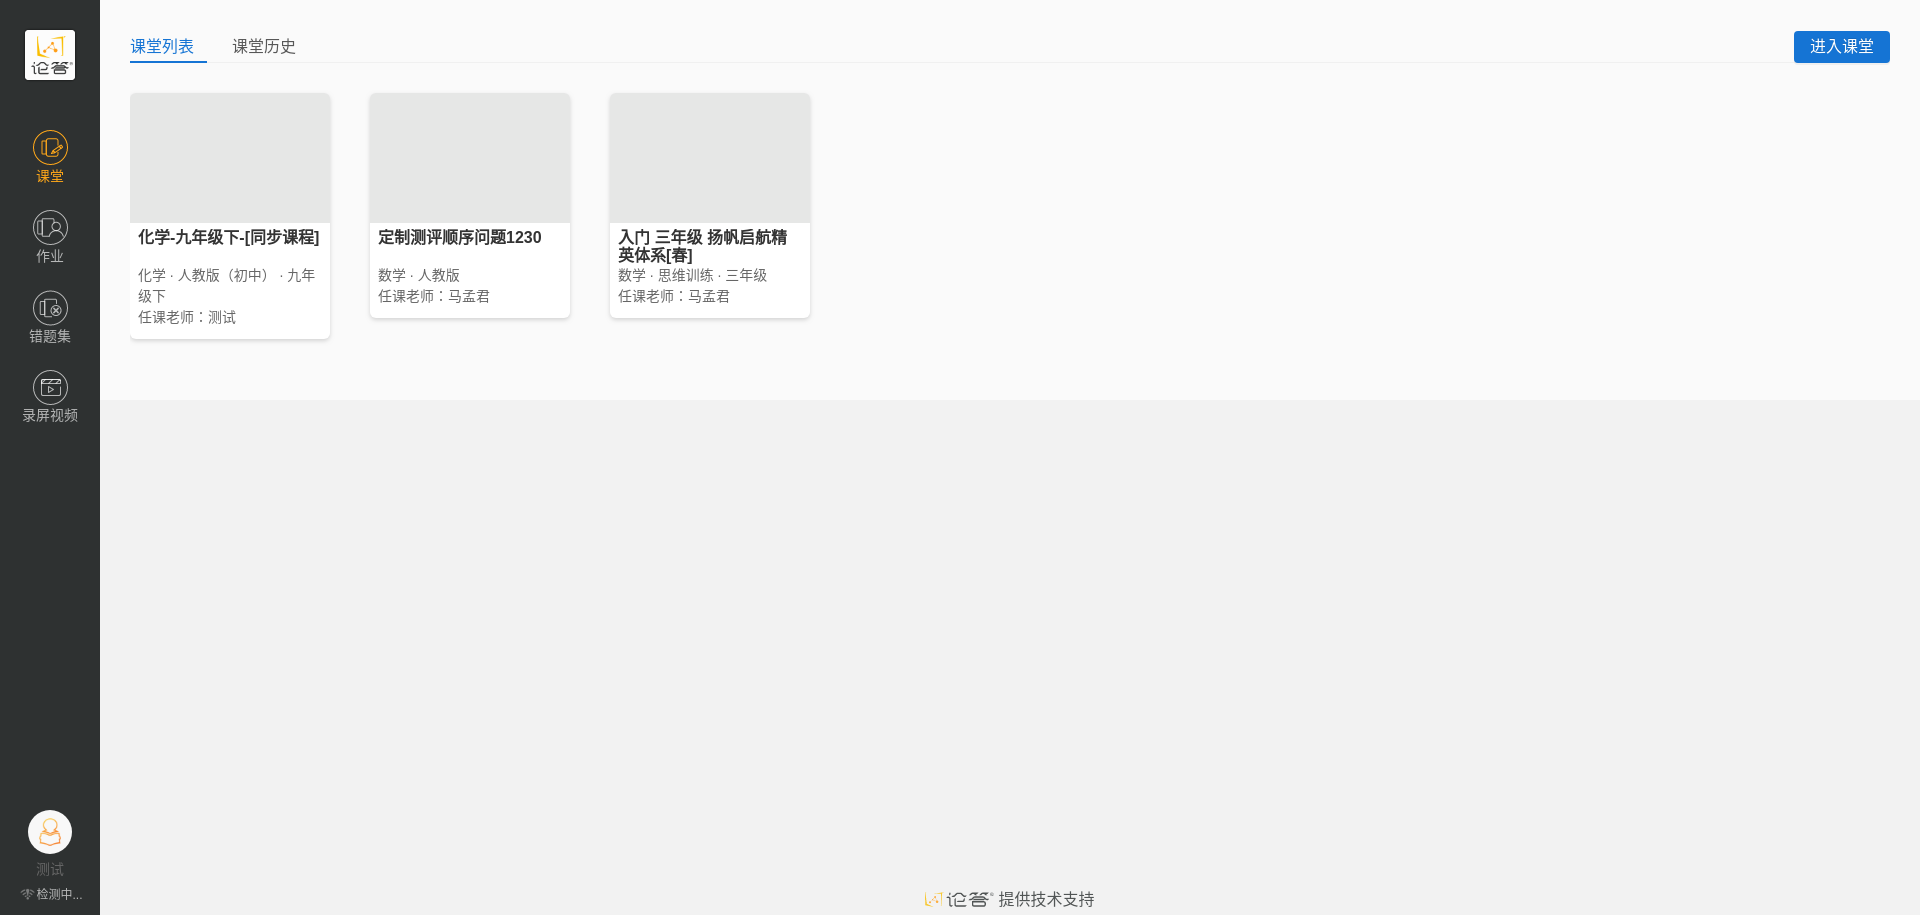 论答
课堂
作业
错题集
录屏视频
测试
检测中...
课堂列表
课堂历史
进入课堂
化学-九年级下-[同步课程]
化学 · 人教版（初中） · 九年
级下
任课老师：测试
定制测评顺序问题1230
数学 · 人教版
任课老师：马孟君
入门 三年级 扬帆启航精
英体系[春]
数学 · 思维训练 · 三年级
任课老师：马孟君
论答 提供技术支持